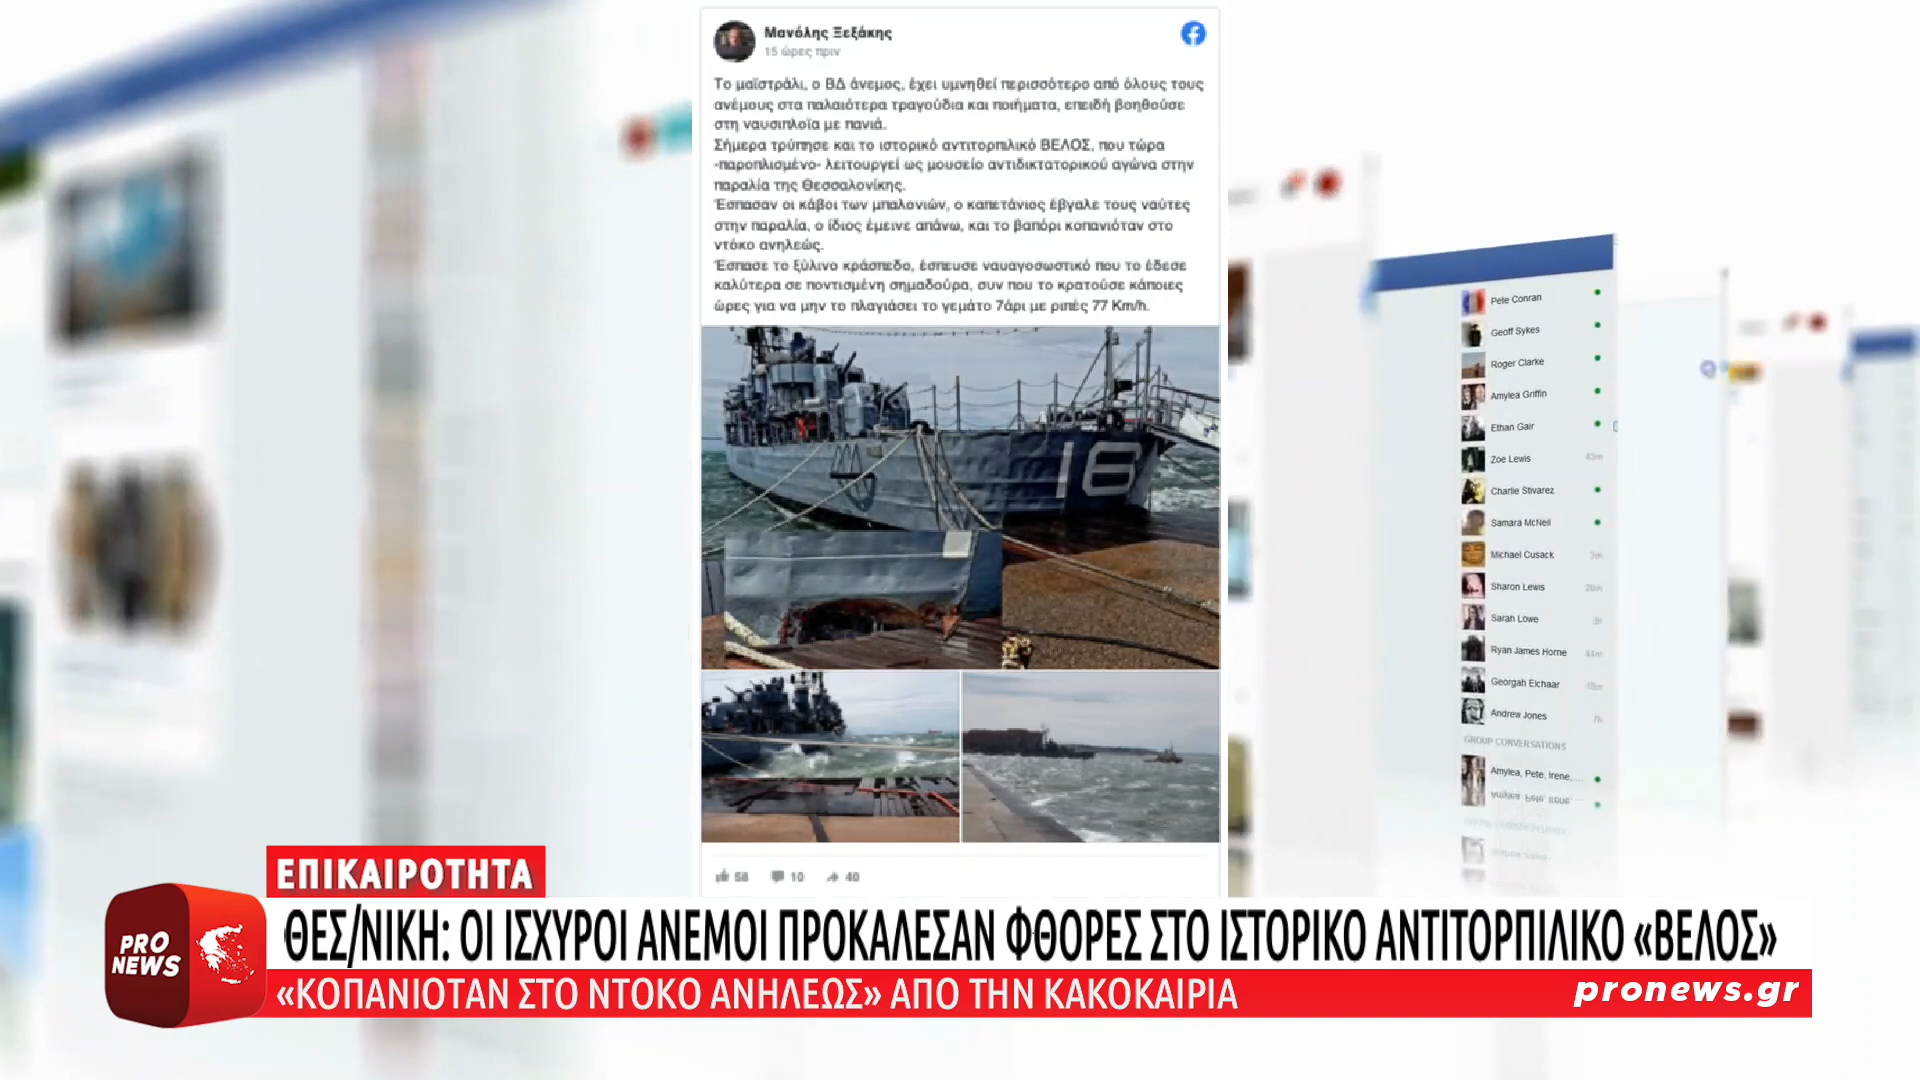 Μανόλης Ξεξάκης
15 ώρες πριν
Το μαϊστράλι, ο ΒΔ άνεμος, έχει υμνηθεί περισσότερο από όλους τους
ανέμους στα παλαιότερα τραγούδια και ποιήματα, επειδή βοηθούσε
στη ναυσιπλοΐα με πανιά.
Σήμερα τρύπησε και το ιστορικό αντιτορπιλικό ΒΕΛΟΣ, που τώρα
-παροπλισμένο- λειτουργεί ως μουσείο αντιδικτατορικού αγώνα στην
παραλία της Θεσσαλονίκης.
Έσπασαν οι κάβοι των μπαλονιών, ο καπετάνιος έβγαλε τους ναύτες
στην παραλία, ο ίδιος έμεινε απάνω, και το βαπόρι κοπανιόταν στο
ντόκο ανηλεώς.
Έσπασε το ξύλινο κράσπεδο, έσπευσε ναυαγοσωστικό που το έδεσε
καλύτερα σε ποντισμένη σημαδούρα, συν που το κρατούσε κάποιες
ώρες για να μην το πλαγιάσει το γεμάτο 7άρι με ριπές 77 Km/h.
16
58 10 40
Pete Conran
Geoff Sykes
Roger Clarke
Amylea Griffin
Ethan Gair
Zoe Lewis 43m
Charlie Stivarez
Samara McNeil
Michael Cusack 3m
Sharon Lewis 20m
Sarah Lowe 3h
Ryan James Horne 44m
Georgah Elchaar 15m
Andrew Jones 7h
GROUP CONVERSATIONS
Amylea, Pete, Irene, ...
ΕΠΙΚΑΙΡΟΤΗΤΑ
PRO
NEWS
ΘΕΣ/ΝΙΚΗ: ΟΙ ΙΣΧΥΡΟΙ ΑΝΕΜΟΙ ΠΡΟΚΑΛΕΣΑΝ ΦΘΟΡΕΣ ΣΤΟ ΙΣΤΟΡΙΚΟ ΑΝΤΙΤΟΡΠΙΛΙΚΟ «ΒΕΛΟΣ»
«ΚΟΠΑΝΙΟΤΑΝ ΣΤΟ ΝΤΟΚΟ ΑΝΗΛΕΩΣ» ΑΠΟ ΤΗΝ ΚΑΚΟΚΑΙΡΙΑ
pronews.gr